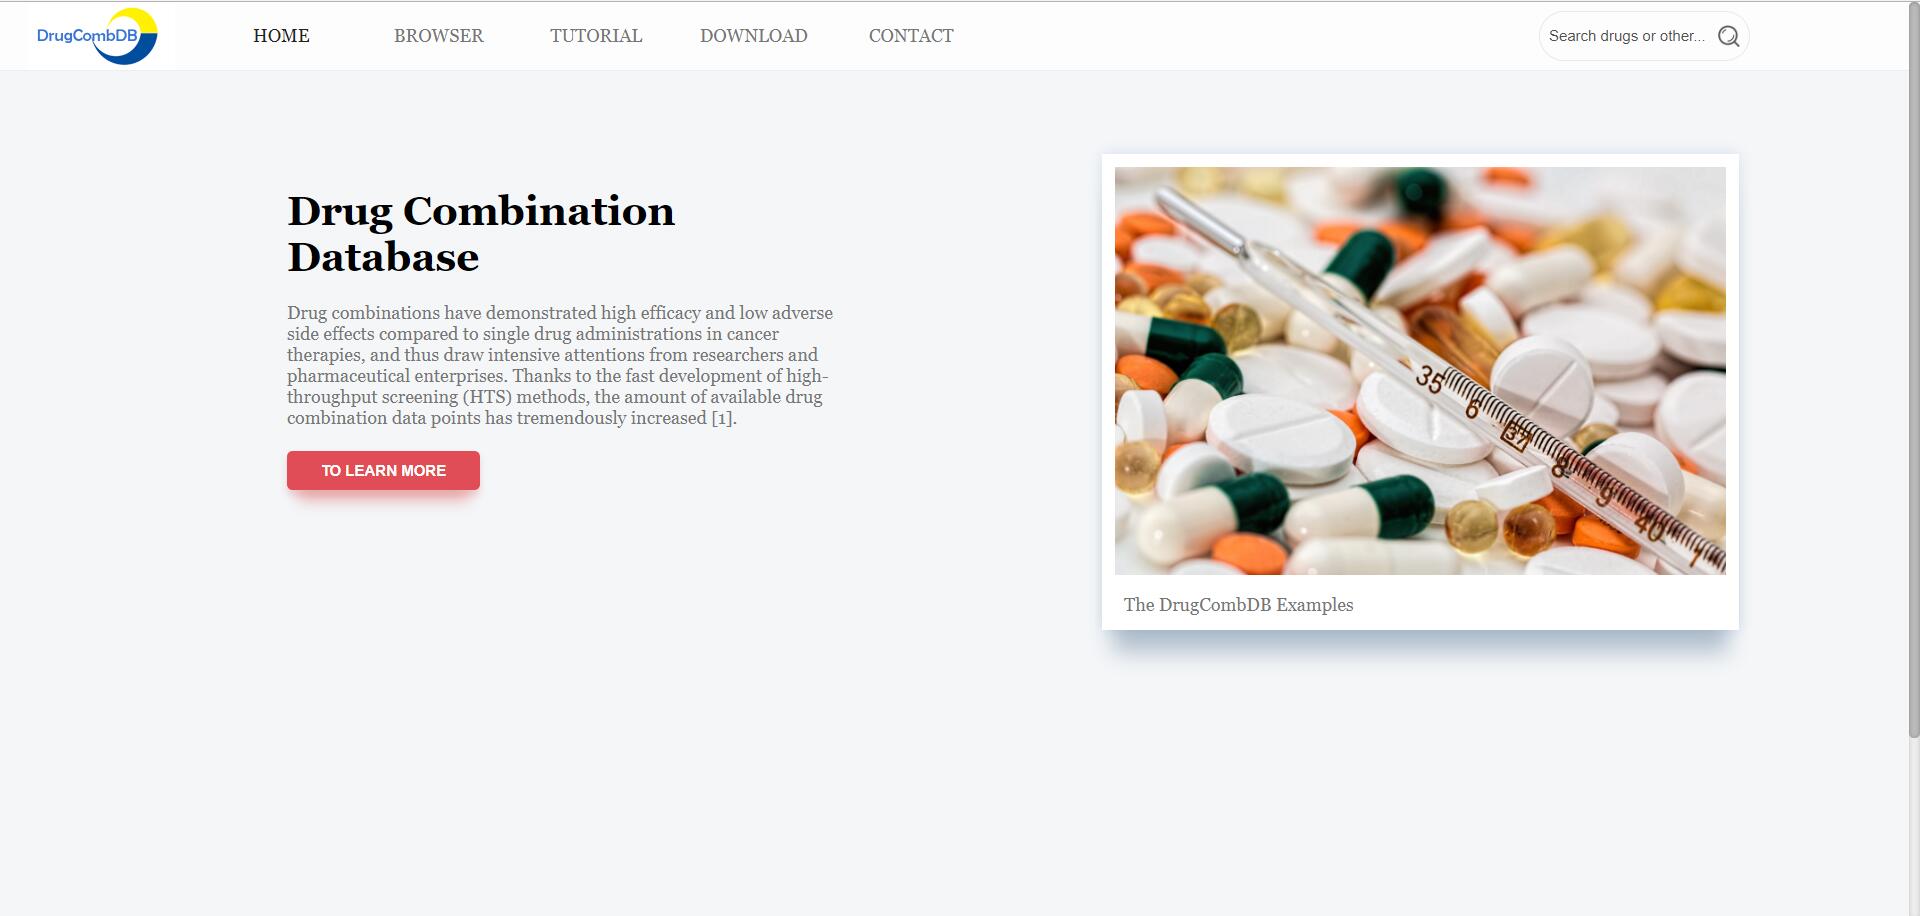 DrugCombDB
HOME
BROWSER
TUTORIAL
DOWNLOAD
CONTACT
Search drugs or other...
Drug Combination
Database
Drug combinations have demonstrated high efficacy and low adverse
side effects compared to single drug administrations in cancer
therapies, and thus draw intensive attentions from researchers and
pharmaceutical enterprises. Thanks to the fast development of high-
throughput screening (HTS) methods, the amount of available drug
combination data points has tremendously increased [1].
TO LEARN MORE
35
6
37
8
9
40
1
The DrugCombDB Examples